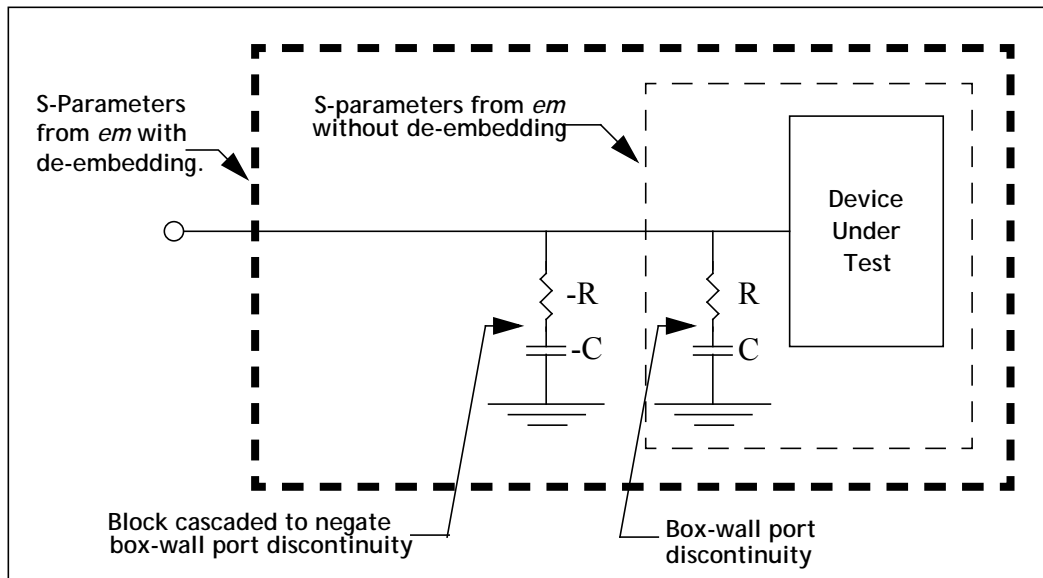 S-Parameters
from em with
de-embedding.
S-parameters from em
without de-embedding
Device
Under
Test
-R
-C
R
C
Block cascaded to negate
box-wall port discontinuity
Box-wall port
discontinuity